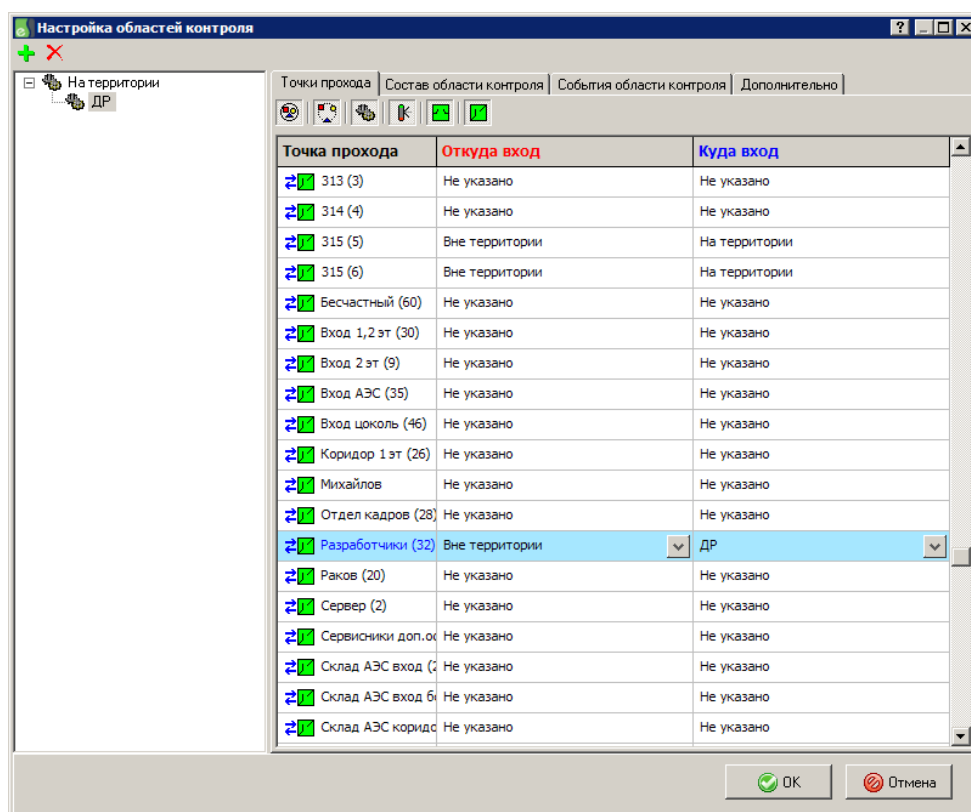 Настройка областей контроля
На территории
ДР
Точки прохода Состав области контроля События области контроля Дополнительно
Точка прохода Откуда вход Куда вход
313 (3) Не указано Не указано
314 (4) Не указано Не указано
315 (5) Вне территории На территории
315 (6) Вне территории На территории
Бесчастный (60) Не указано Не указано
Вход 1,2 эт (30) Не указано Не указано
Вход 2 эт (9) Не указано Не указано
Вход АЭС (35) Не указано Не указано
Вход цоколь (46) Не указано Не указано
Коридор 1 эт (26) Не указано Не указано
Михайлов Не указано Не указано
Отдел кадров (28) Не указано Не указано
Разработчики (32) Вне территории ДР
Раков (20) Не указано Не указано
Сервер (2) Не указано Не указано
Сервисники доп. Не указано Не указано
Склад АЭС вход (2 Не указано Не указано
Склад АЭС вход Не указано Не указано
Склад АЭС коридо Не указано Не указано
OK Отмена